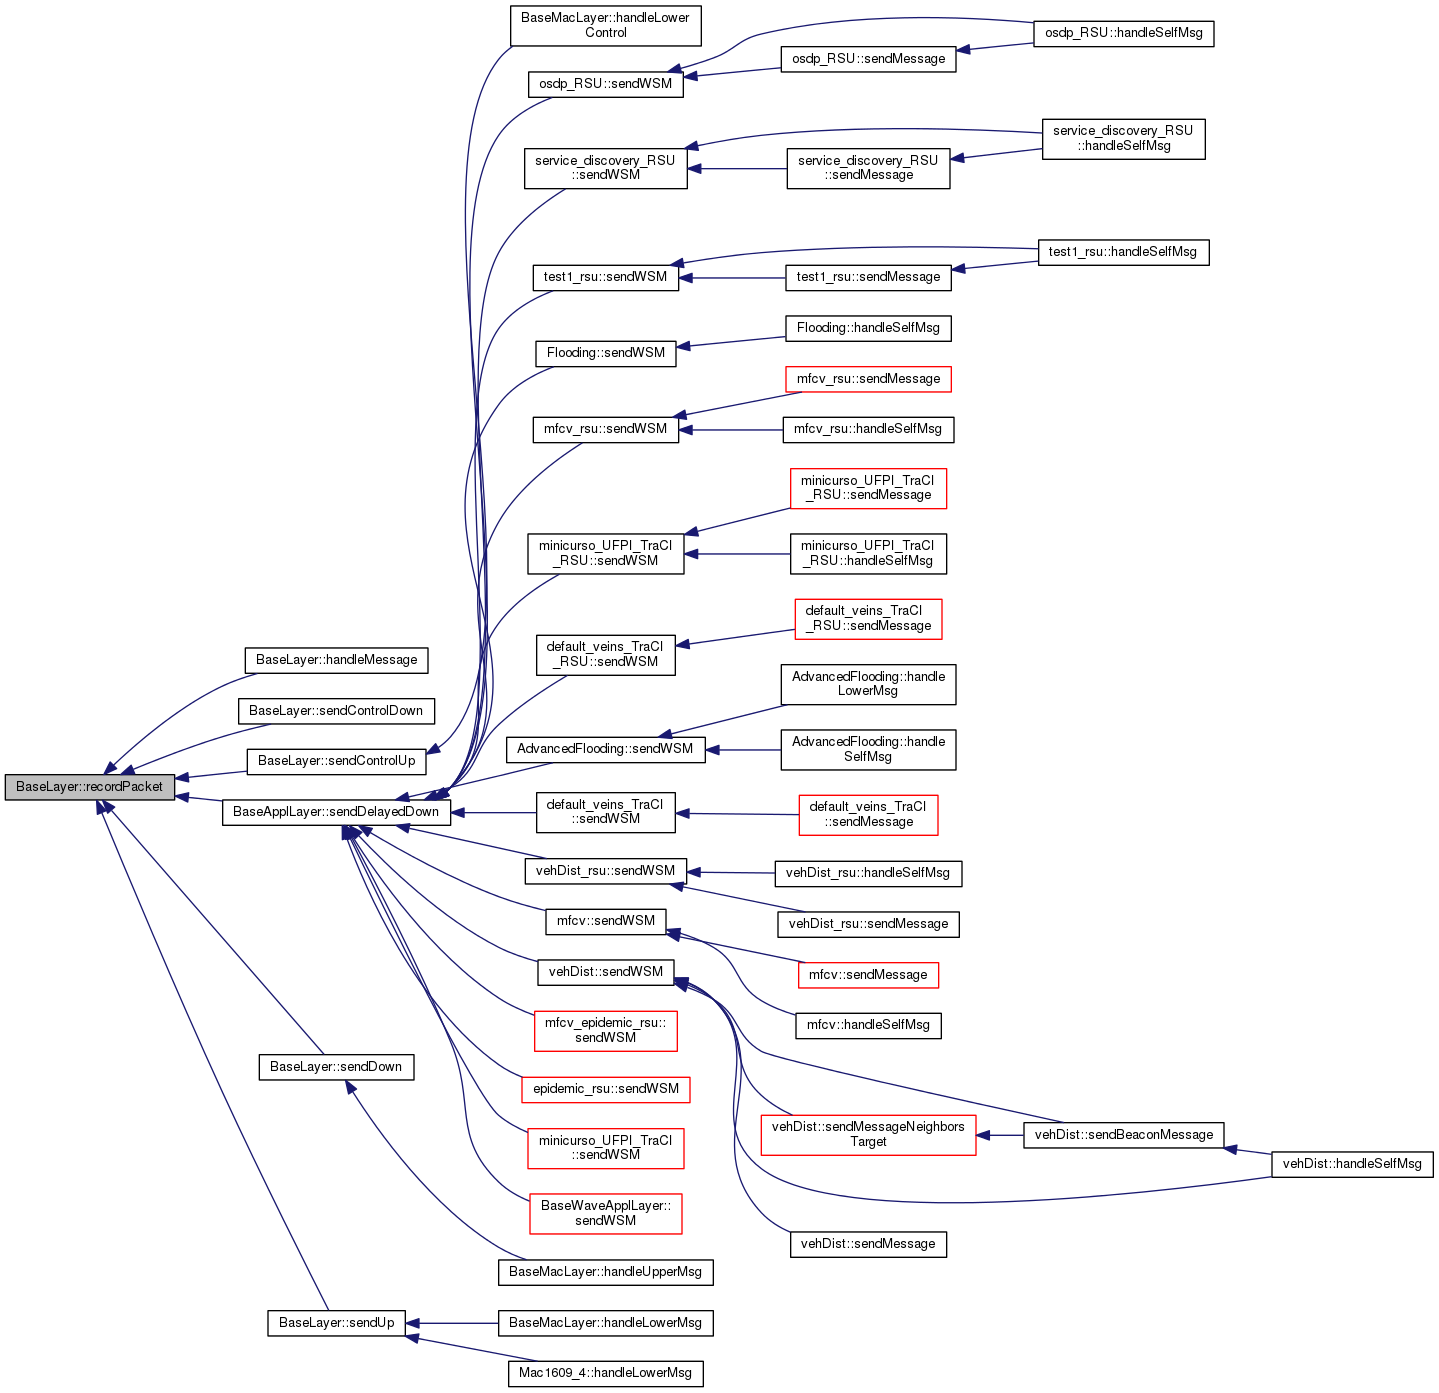 BaseMacLayer::handleLower
Control
osdp_RSU::handleSelfMsg
osdp_RSU::sendMessage
osdp_RSU::sendWSM
service_discovery_RSU
::handleSelfMsg
service_discovery_RSU
::sendWSM
service_discovery_RSU
::sendMessage
test1_rsu::handleSelfMsg
test1_rsu::sendWSM
test1_rsu::sendMessage
Flooding::handleSelfMsg
Flooding::sendWSM
mfcv_rsu::sendMessage
mfcv_rsu::sendWSM
mfcv_rsu::handleSelfMsg
minicurso_UFPI_TraCI
_RSU::sendMessage
minicurso_UFPI_TraCI
_RSU::sendWSM
minicurso_UFPI_TraCI
_RSU::handleSelfMsg
default_veins_TraCI
_RSU::sendMessage
default_veins_TraCI
_RSU::sendWSM
BaseLayer::handleMessage
AdvancedFlooding::handle
LowerMsg
BaseLayer::sendControlDown
AdvancedFlooding::sendWSM
AdvancedFlooding::handle
SelfMsg
BaseLayer::sendControlUp
BaseLayer::recordPacket
BaseApplLayer::sendDelayedDown
default_veins_TraCI
::sendWSM
default_veins_TraCI
::sendMessage
vehDist_rsu::sendWSM
vehDist_rsu::handleSelfMsg
vehDist_rsu::sendMessage
mfcv::sendWSM
mfcv::sendMessage
vehDist::sendWSM
mfcv::handleSelfMsg
mfcv_epidemic_rsu::
sendWSM
BaseLayer::sendDown
epidemic_rsu::sendWSM
vehDist::sendMessageNeighbors
Target
vehDist::sendBeaconMessage
minicurso_UFPI_TraCI
::sendWSM
vehDist::handleSelfMsg
BaseWaveApplLayer::
sendWSM
vehDist::sendMessage
BaseMacLayer::handleUpperMsg
BaseLayer::sendUp
BaseMacLayer::handleLowerMsg
Mac1609_4::handleLowerMsg